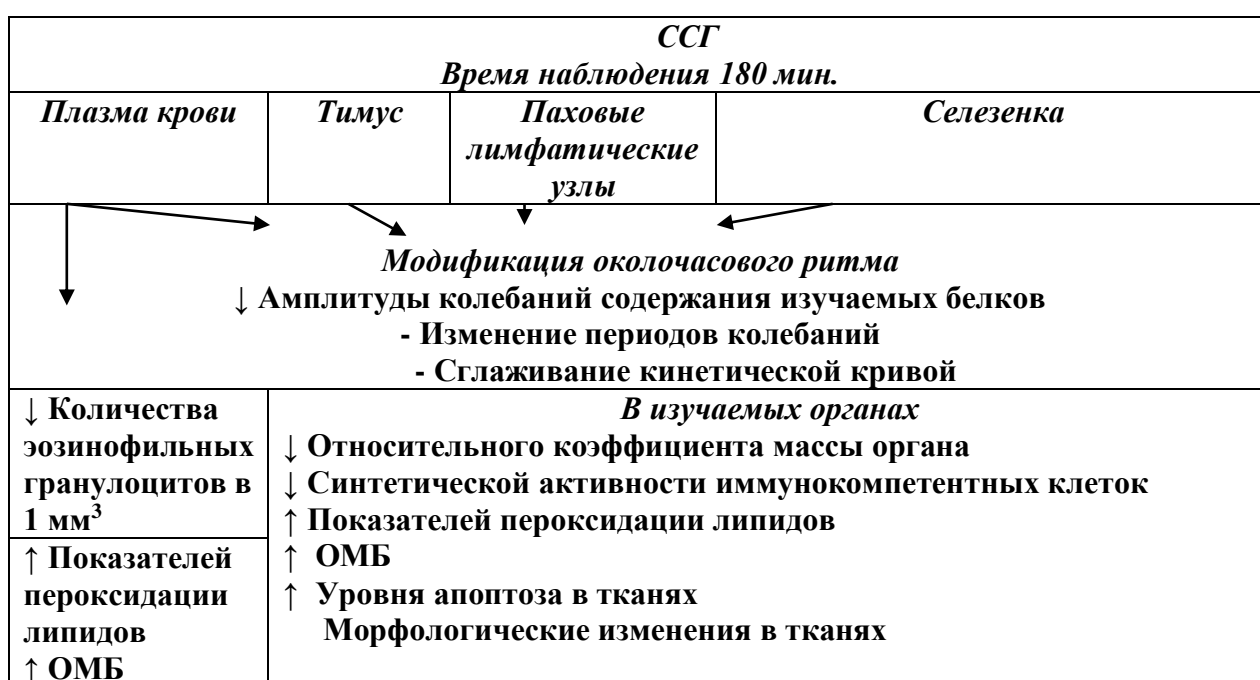 ССГ
Время наблюдения 180 мин.
Плазма крови
Тимус
Паховые
лимфатические
узлы
Селезенка
Модификация околочасового ритма
↓ Амплитуды колебаний содержания изучаемых белков
- Изменение периодов колебаний
- Сглаживание кинетической кривой
↓ Количества
эозинофильных
гранулоцитов в
1 мм³
↑ Показателей
пероксидации
липидов
↑ ОМБ
В изучаемых органах
↓ Относительного коэффициента массы органа
↓ Синтетической активности иммунокомпетентных клеток
↑ Показателей пероксидации липидов
↑ ОМБ
↑ Уровня апоптоза в тканях
Морфологические изменения в тканях